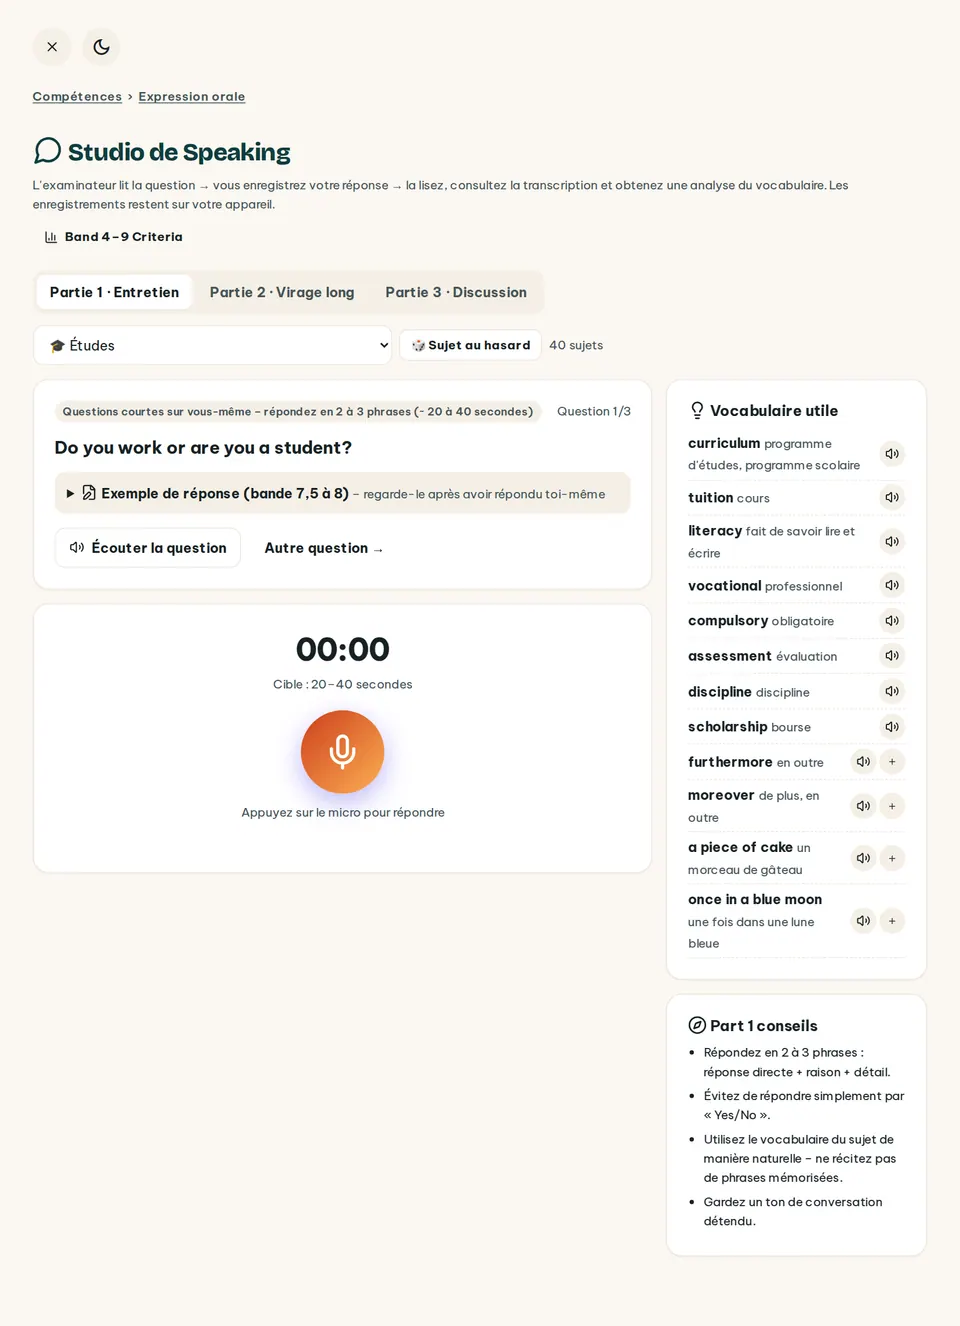 Compétences › Expression orale
Studio de Speaking
L'examinateur lit la question → vous enregistrez votre réponse → la lisez, consultez la transcription et obtenez une analyse du vocabulaire. Les
enregistrements restent sur votre appareil.
Band 4–9 Criteria
Partie 1 · Entretien
Partie 2 · Virage long
Partie 3 · Discussion
🎓 Études
🎲 Sujet au hasard
40 sujets
Questions courtes sur vous-même – répondez en 2 à 3 phrases (~ 20 à 40 secondes)
Question 1/3
Do you work or are you a student?
▶ Exemple de réponse (bande 7,5 à 8) – regarde-le après avoir répondu toi-même
Écouter la question
Autre question →
00:00
Cible : 20–40 secondes
Appuyez sur le micro pour répondre
Vocabulaire utile
curriculum programme
d'études, programme scolaire
tuition cours
literacy fait de savoir lire et
écrire
vocational professionnel
compulsory obligatoire
assessment évaluation
discipline discipline
scholarship bourse
furthermore en outre
+
moreover de plus, en
outre
+
a piece of cake un
morceau de gâteau
+
once in a blue moon
une fois dans une lune
bleue
+
Part 1 conseils
• Répondez en 2 à 3 phrases :
réponse directe + raison + détail.
• Évitez de répondre simplement par
« Yes/No ».
• Utilisez le vocabulaire du sujet de
manière naturelle – ne récitez pas
de phrases mémorisées.
• Gardez un ton de conversation
détendu.